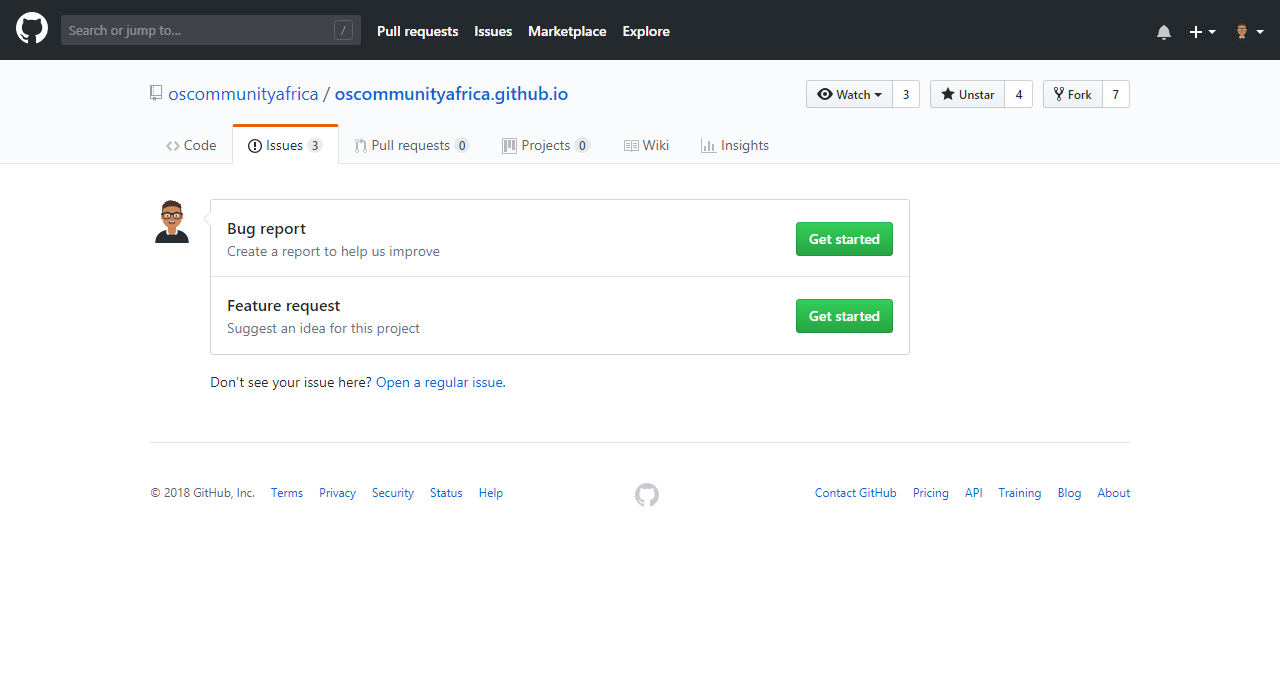 Search or jump to... / Pull requests Issues Marketplace Explore
oscommunityafrica / oscommunityafrica.github.io Watch 3 Unstar 4 Fork 7
Code Issues 3 Pull requests 0 Projects 0 Wiki Insights
Bug report
Create a report to help us improve
Get started
Feature request
Suggest an idea for this project
Get started
Don't see your issue here? Open a regular issue.
© 2018 GitHub, Inc. Terms Privacy Security Status Help Contact GitHub Pricing API Training Blog About